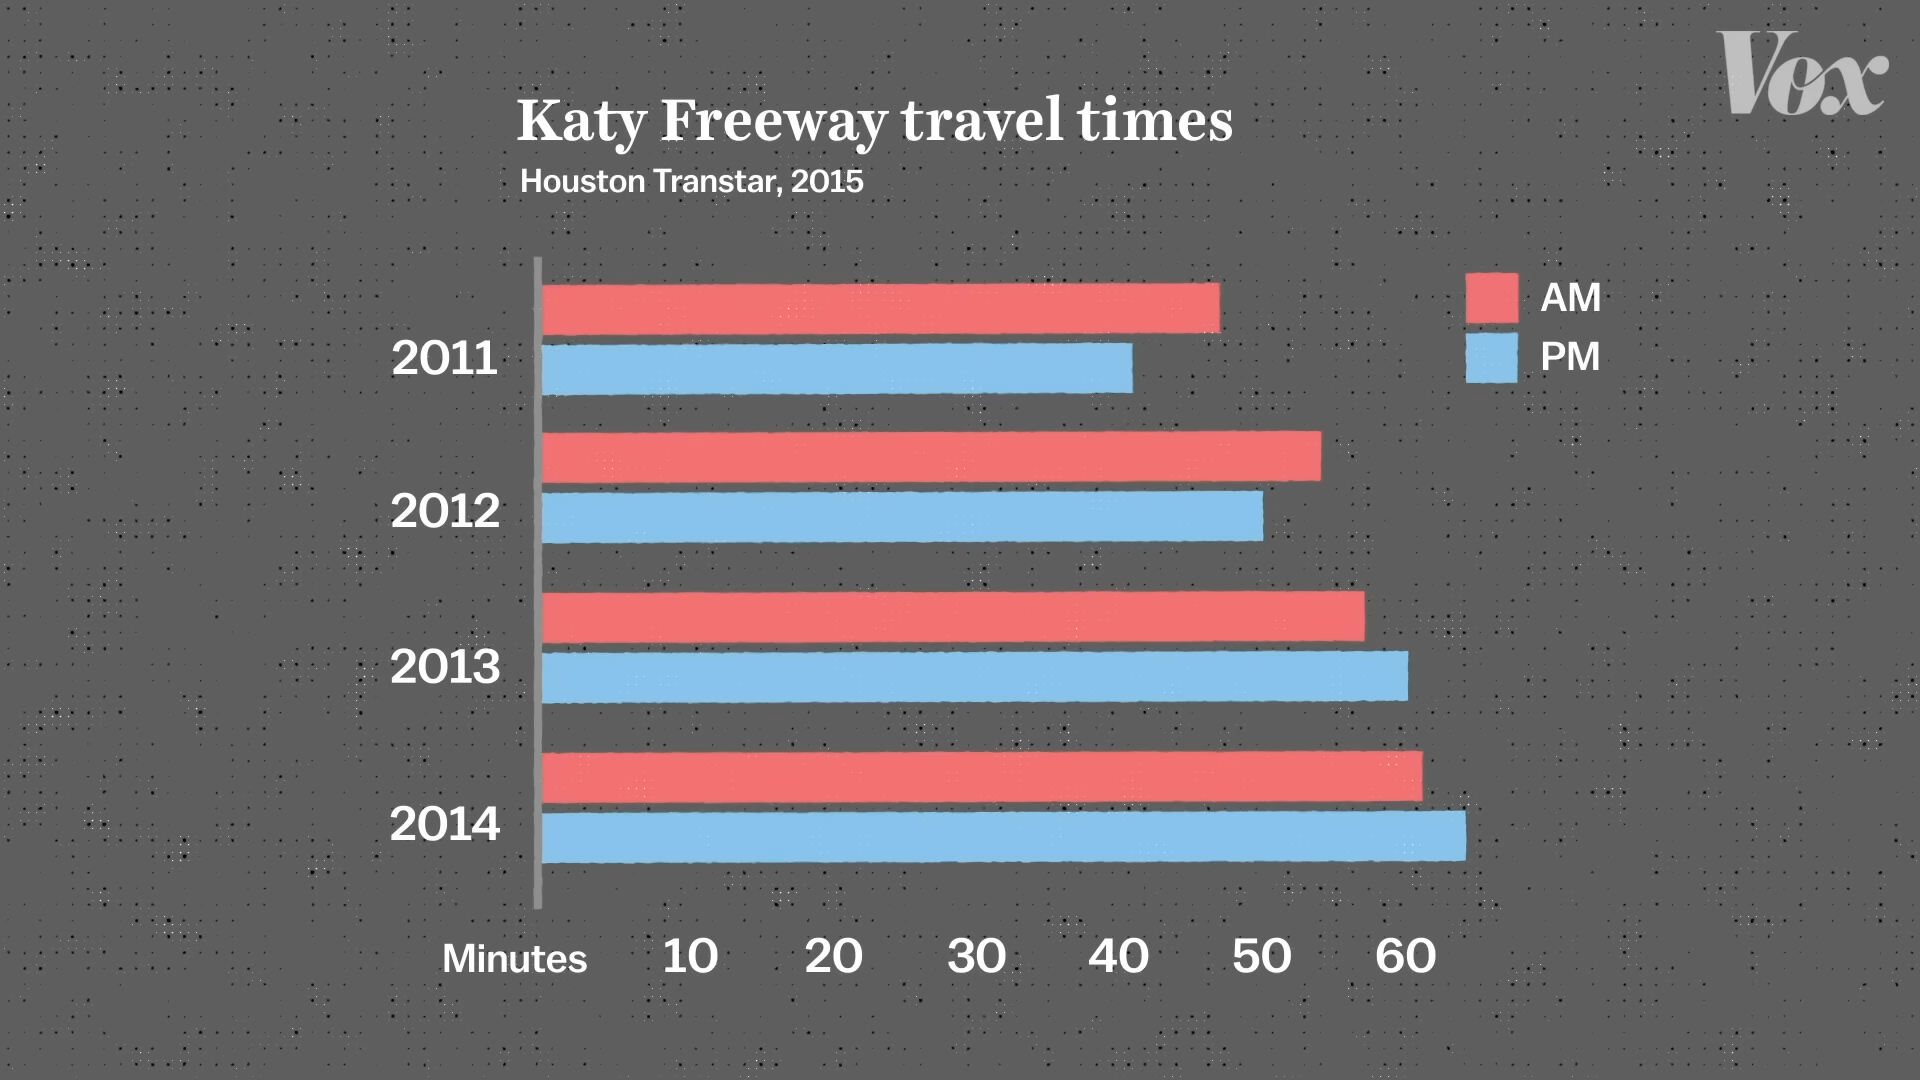 Vox
Katy Freeway travel times
Houston Transtar, 2015
AM
PM
2011
2012
2013
2014
Minutes 10 20 30 40 50 60